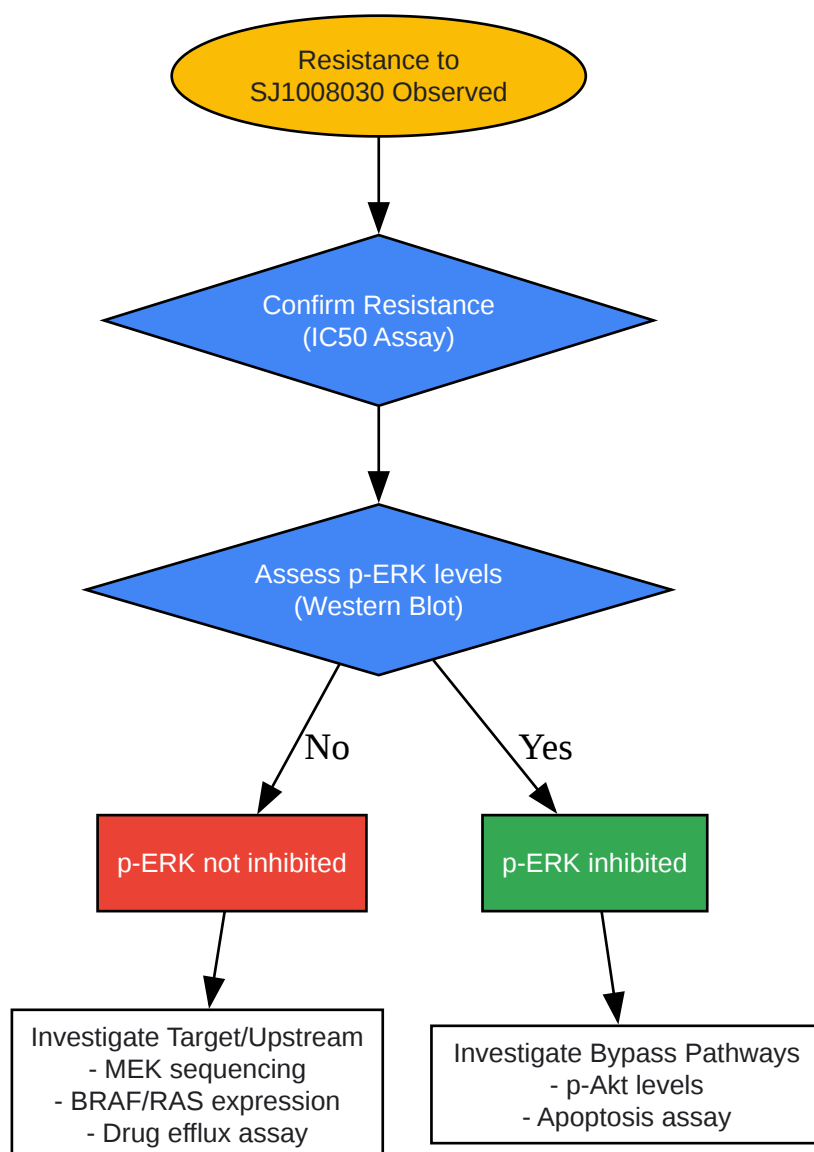 Resistance to
SJ1008030 Observed
Confirm Resistance
(IC50 Assay)
Assess p-ERK levels
(Western Blot)
No
Yes
p-ERK not inhibited
p-ERK inhibited
Investigate Target/Upstream
- MEK sequencing
- BRAF/RAS expression
- Drug efflux assay
Investigate Bypass Pathways
- p-Akt levels
- Apoptosis assay